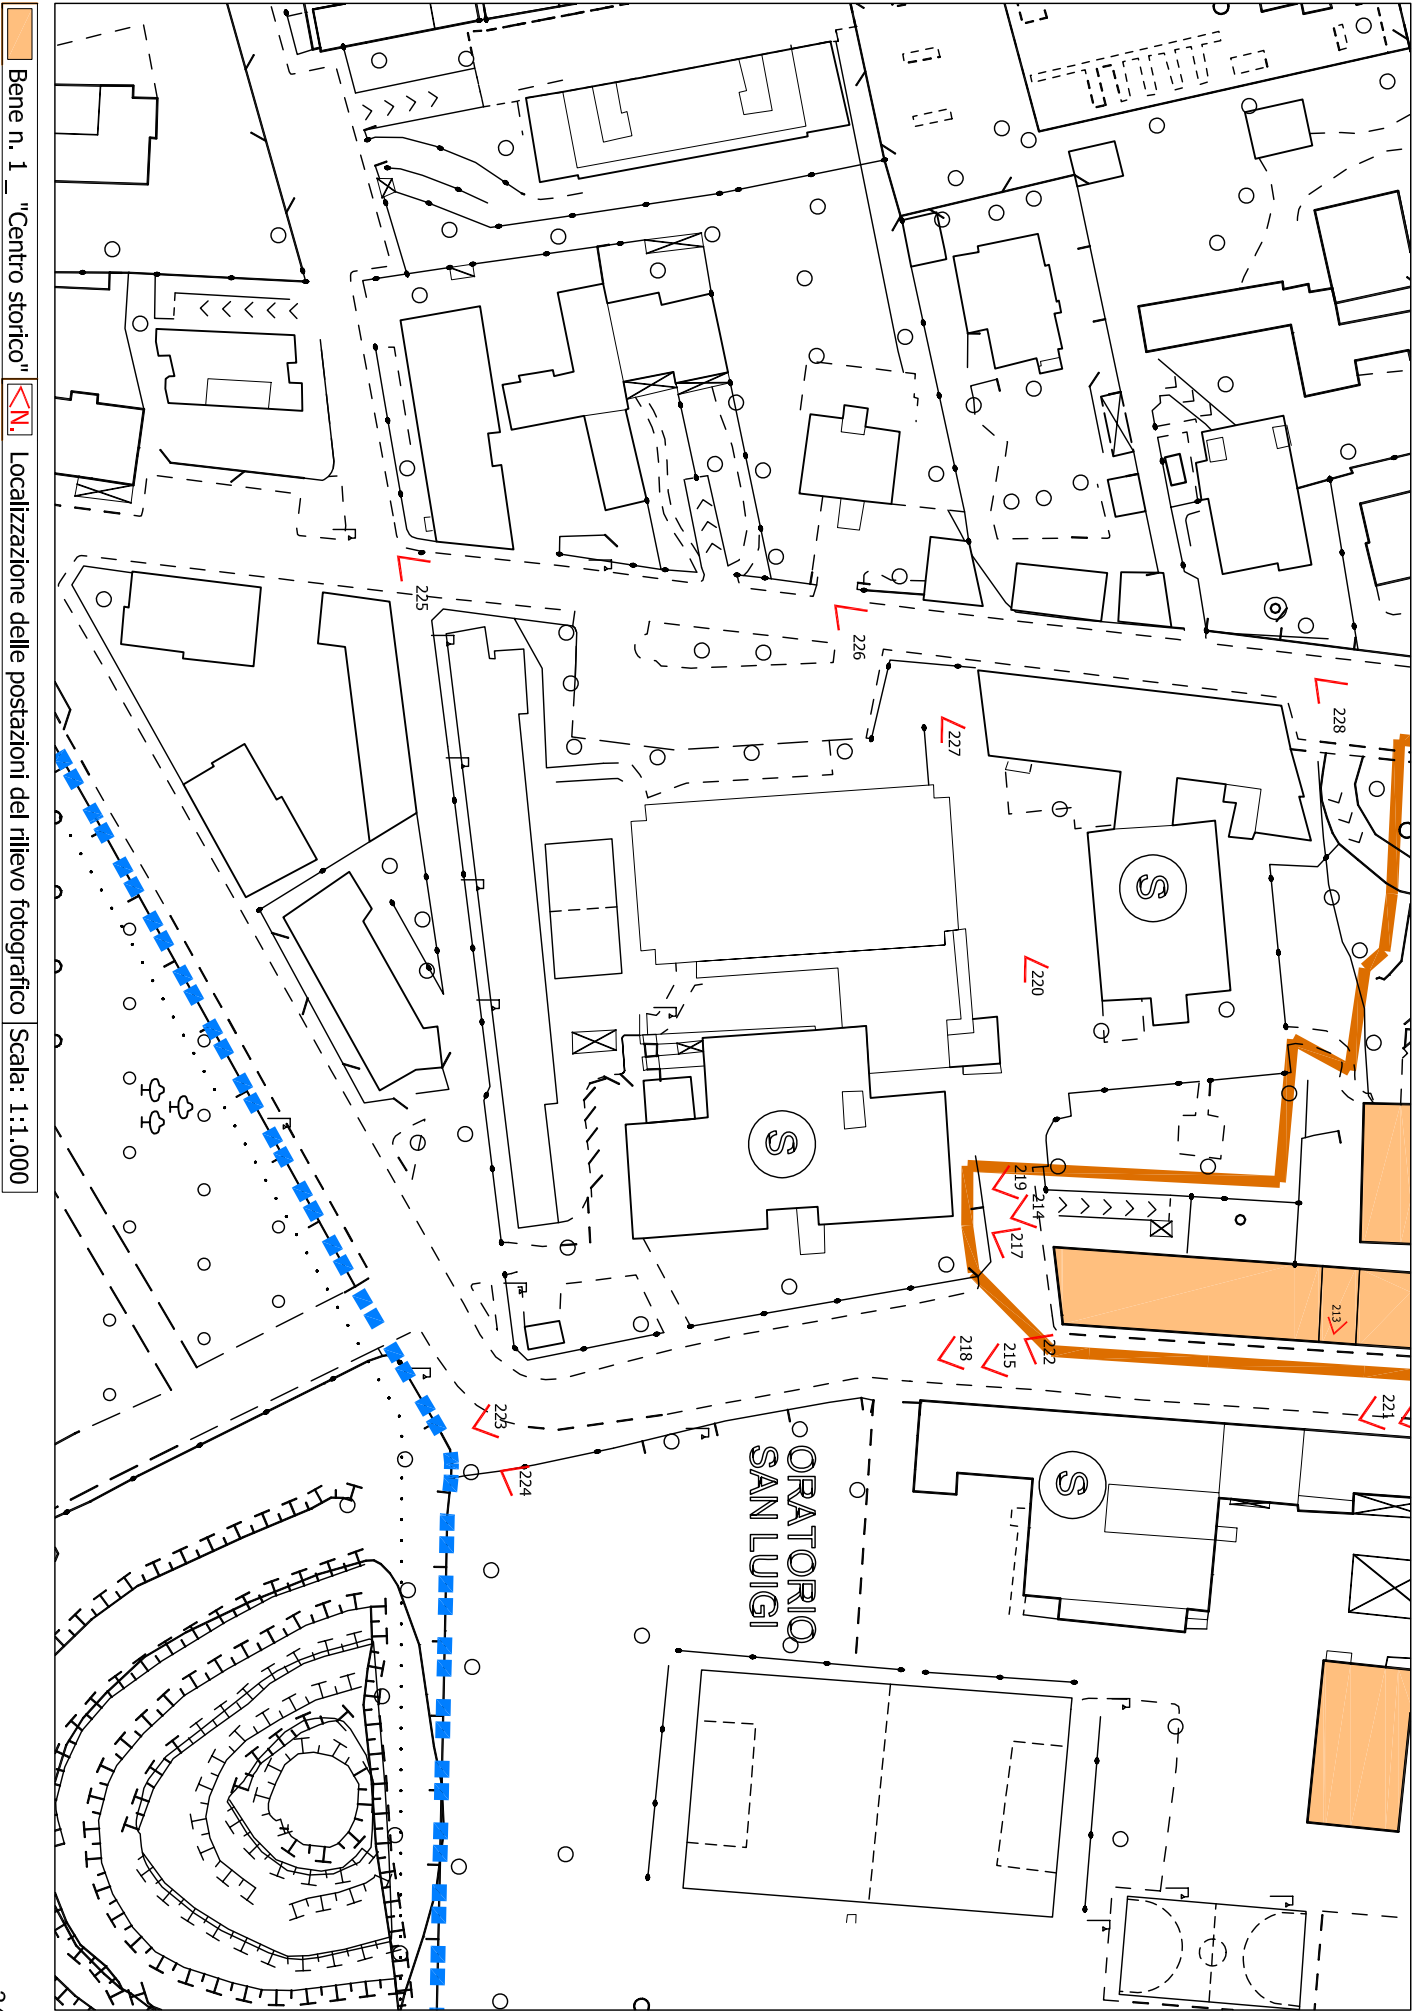 Bene n. 1 _ "Centro storico"
<N.
Localizzazione delle postazioni del rilievo fotografico
Scala: 1:1.000
228
226
225
227
S
220
S
219
214
217
213
222
215
218
221
223
224
S
ORATORIO
SAN LUIGI